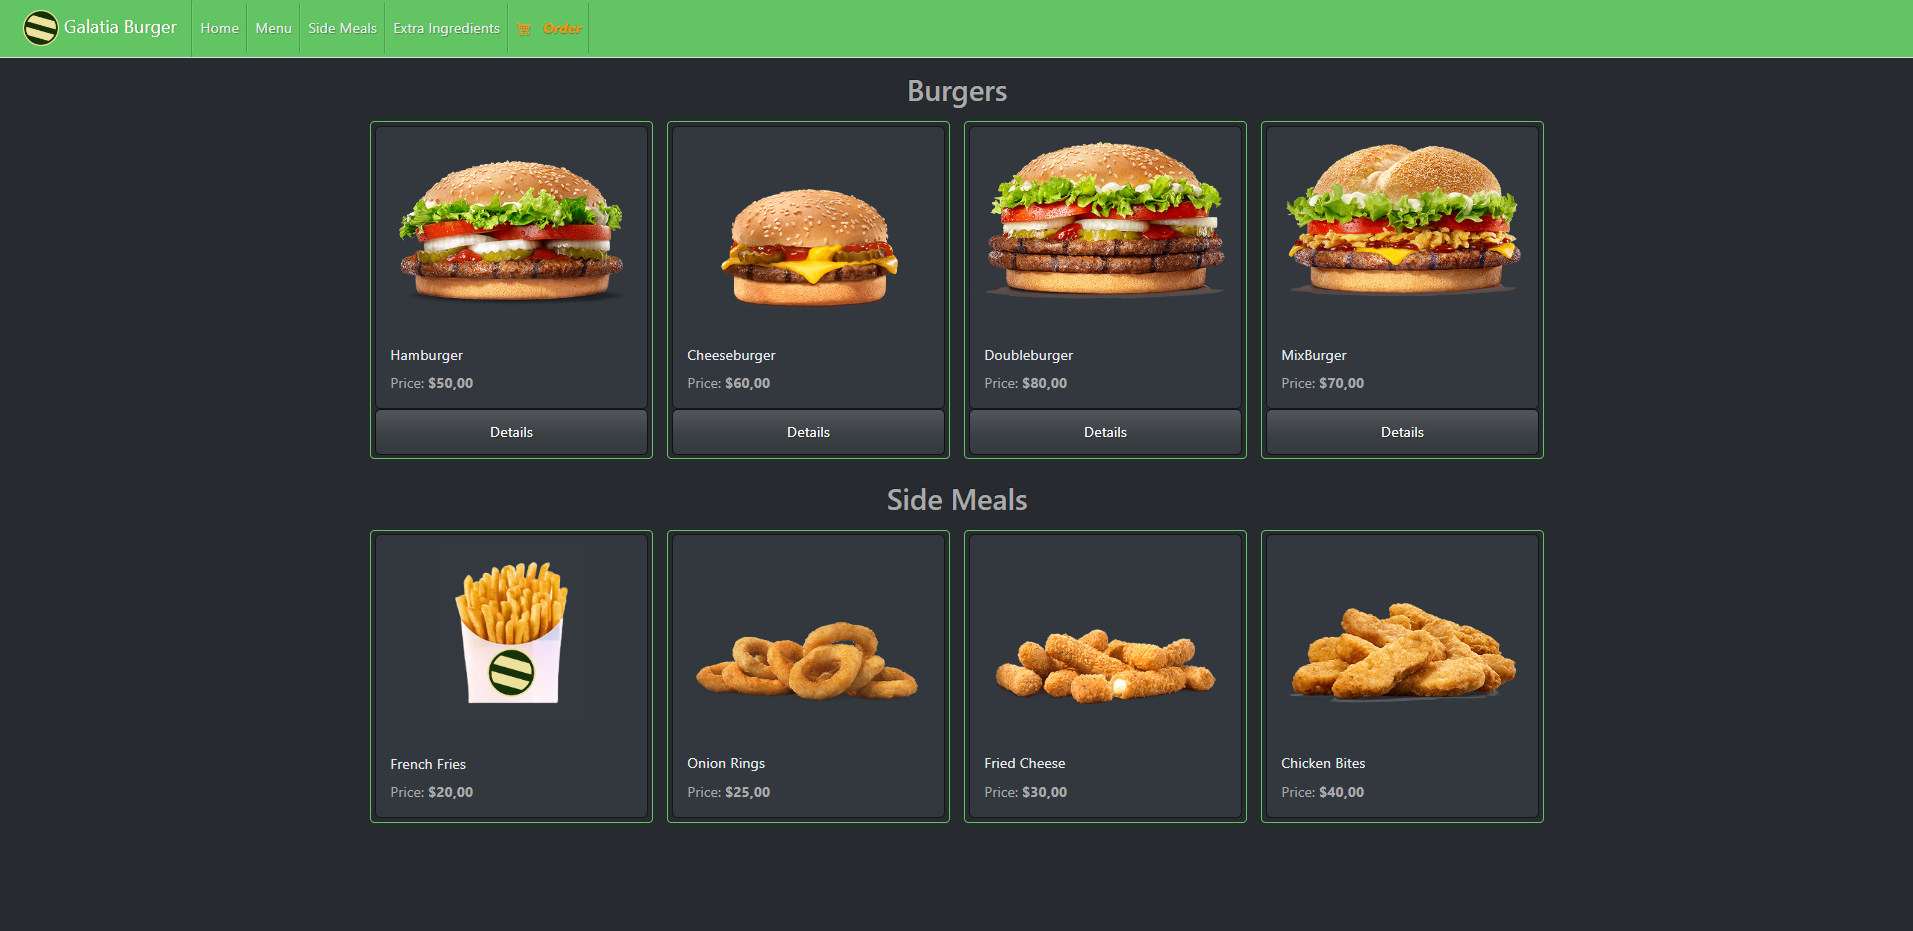 Galatia Burger Home Menu Side Meals Extra Ingredients Order
Burgers
Hamburger
Price: $50,00
Details
Cheeseburger
Price: $60,00
Details
Doubleburger
Price: $80,00
Details
MixBurger
Price: $70,00
Details
Side Meals
French Fries
Price: $20,00
Onion Rings
Price: $25,00
Fried Cheese
Price: $30,00
Chicken Bites
Price: $40,00